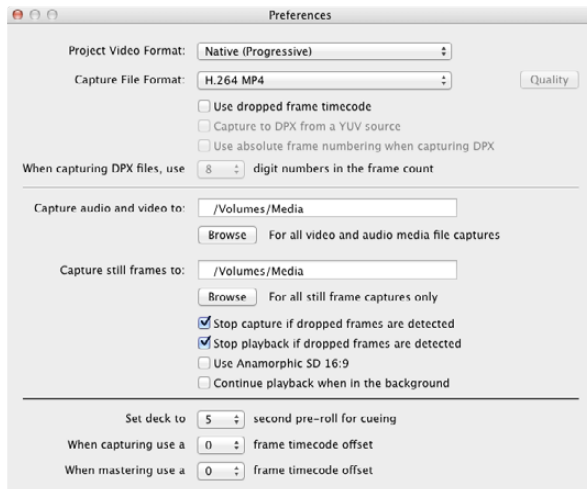 Preferences
Project Video Format: Native (Progressive)
Capture File Format: H.264 MP4 Quality
Use dropped frame timecode
Capture to DPX from a YUV source
Use absolute frame numbering when capturing DPX
When capturing DPX files, use 8 digit numbers in the frame count
Capture audio and video to: /Volumes/Media
Browse For all video and audio media file captures
Capture still frames to: /Volumes/Media
Browse For all still frame captures only
Stop capture if dropped frames are detected
Stop playback if dropped frames are detected
Use Anamorphic SD 16:9
Continue playback when in the background
Set deck to 5 second pre-roll for cueing
When capturing use a 0 frame timecode offset
When mastering use a 0 frame timecode offset